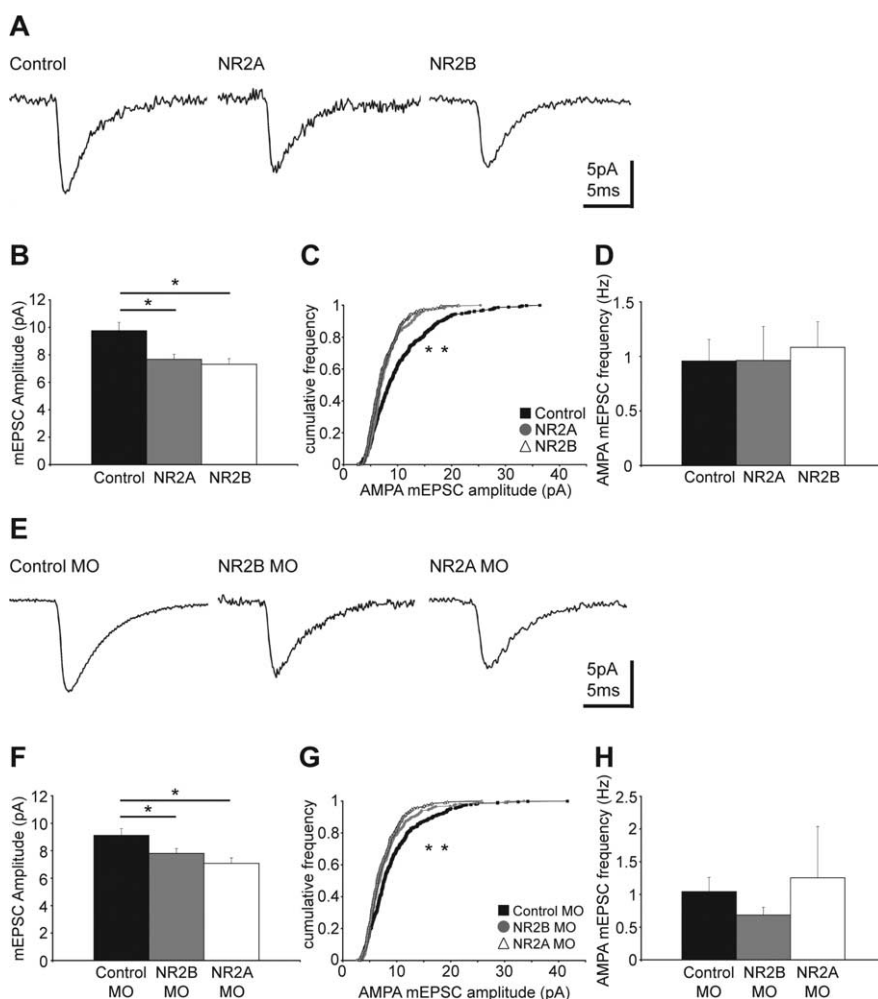 A
Control NR2A NR2B
5pA
5ms
B
mEPSC Amplitude (pA)
12
10
8
6
4
2
0
*
*
Control NR2A NR2B
C
cumulative frequency
1
0.8
0.6
0.4
0.2
0
* *
Control
NR2A
NR2B
0 10 20 30 40
AMPA mEPSC amplitude (pA)
D
AMPA mEPSC frequency (Hz)
1.5
1
0.5
0
Control NR2A NR2B
E
Control MO NR2B MO NR2A MO
5pA
5ms
F
mEPSC Amplitude (pA)
12
10
8
6
4
2
0
*
*
Control NR2B NR2A
MO MO MO
G
cumulative frequency
1
0.8
0.6
0.4
0.2
0
* *
Control MO
NR2B MO
NR2A MO
0 10 20 30 40
AMPA mEPSC amplitude (pA)
H
AMPA mEPSC frequency (Hz)
2.5
2
1.5
1
0.5
0
Control NR2B NR2A
MO MO MO